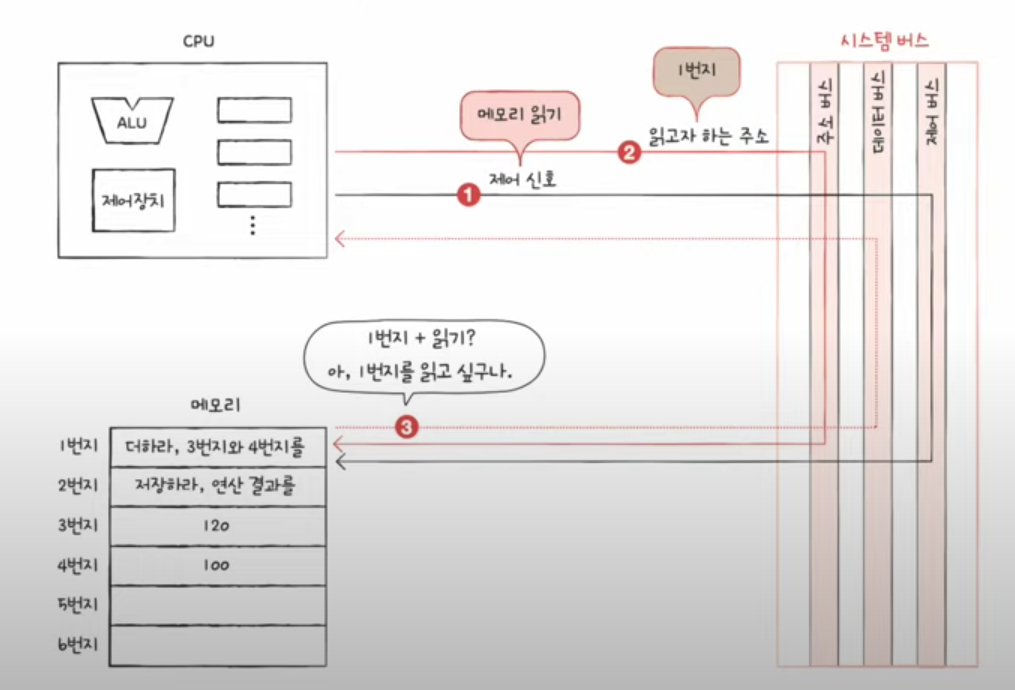 CPU
ALU
제어장치
메모리 읽기
1번지
2
읽고자 하는 주소
1
제어 신호
시스템 버스
주소 버스
데이터 버스
제어 버스
1번지 + 읽기?
아, 1번지를 읽고 싶구나.
3
메모리
1번지 더하라, 3번지와 4번지를
2번지 저장하라, 연산 결과를
3번지 120
4번지 100
5번지
6번지